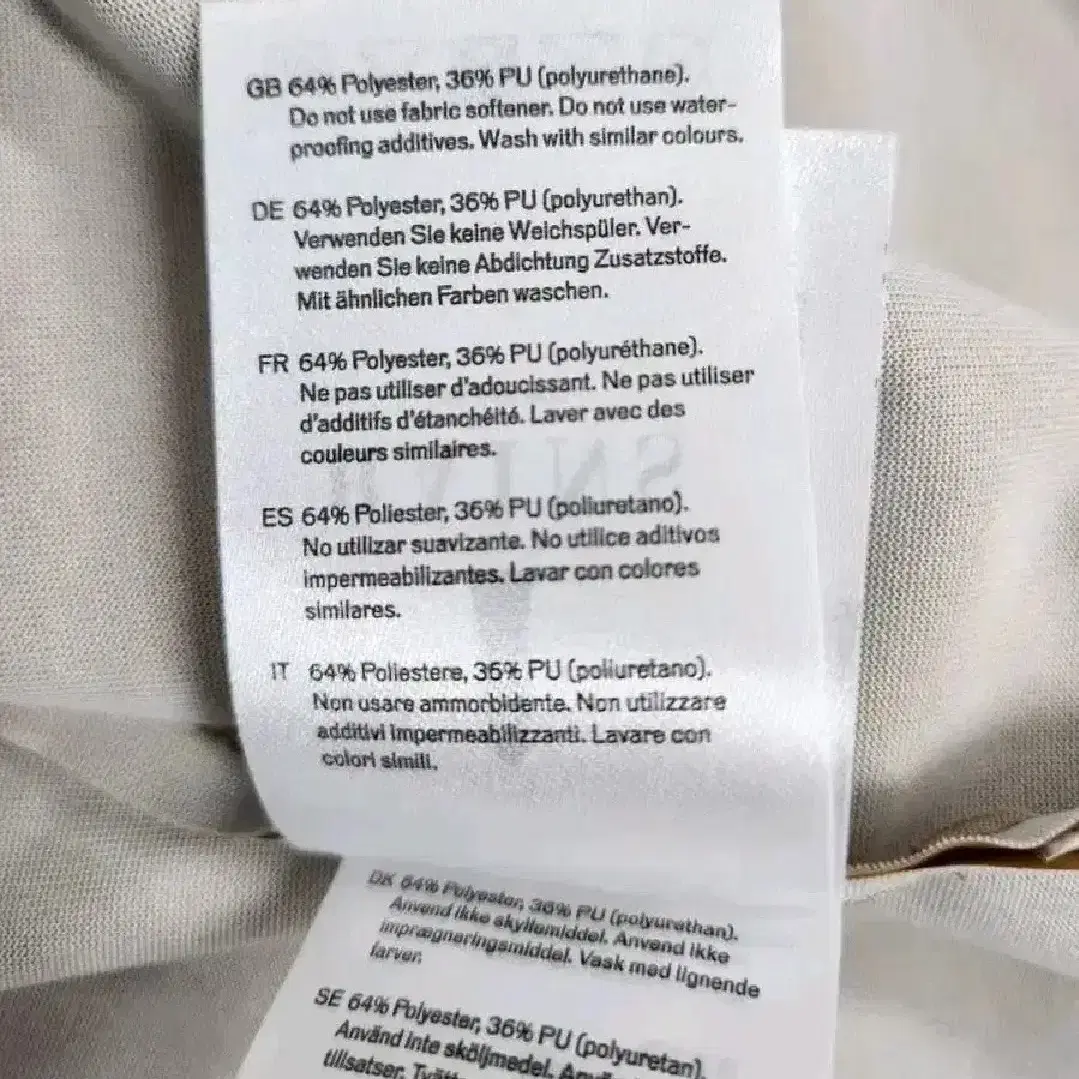 GB 64% Polyester, 36% PU (polyurethane).
Do not use fabric softener. Do not use water-
proofing additives. Wash with similar colours.
DE 64% Polyester, 36% PU (polyurethan).
Verwenden Sie keine Weichspüler. Ver-
wenden Sie keine Abdichtung Zusatzstoffe.
Mit ähnlichen Farben waschen.
FR 64% Polyester, 36% PU (polyuréthane).
Ne pas utiliser d'adoucissant. Ne pas utiliser
d'additifs d'étanchéité. Laver avec des
couleurs similaires.
ES 64% Poliester, 36% PU (poliuretano).
No utilizar suavizante. No utilice aditivos
impermeabilizantes. Lavar con colores
similares.
IT 64% Poliestere, 36% PU (poliuretano).
Non usare ammorbidente. Non utilizzare
additivi impermeabilizzanti. Lavare con
colori simili.
DK 64% Polyester, 36% PU (polyurethan).
Anvend ikke skyllemiddel. Anvend ikke
imprægneringsmiddel. Vask med lignende
farver.
SE 64% Polyester, 36% PU (polyuretan).
Använd inte sköljmedel.
tillsatser.